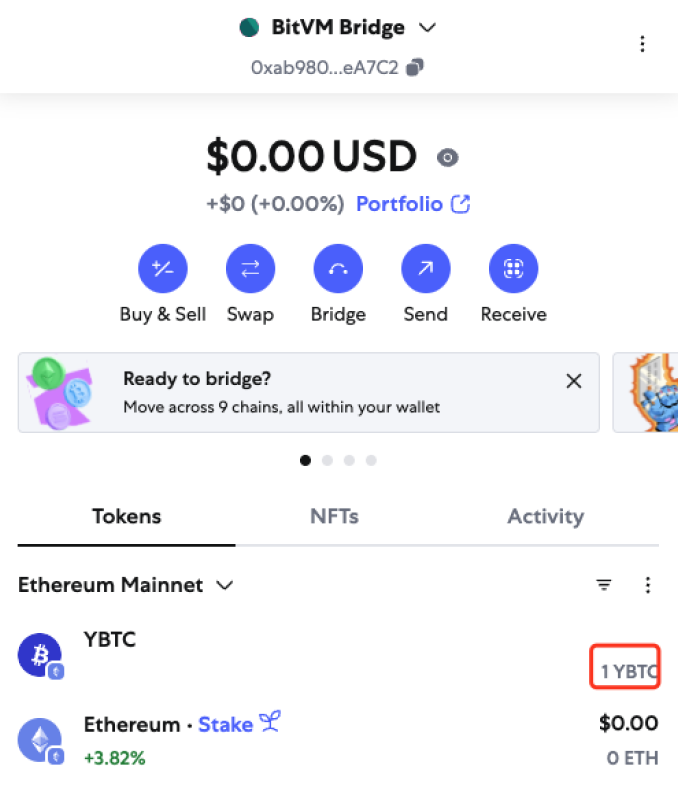 BitVM Bridge
0xab980...eA7C2
$0.00 USD
+$0 (+0.00%) Portfolio
Buy & Sell Swap Bridge Send Receive
Ready to bridge?
Move across 9 chains, all within your wallet
Tokens NFTs Activity
Ethereum Mainnet
YBTC
1 YBTC
Ethereum • Stake $0.00
+3.82% 0 ETH